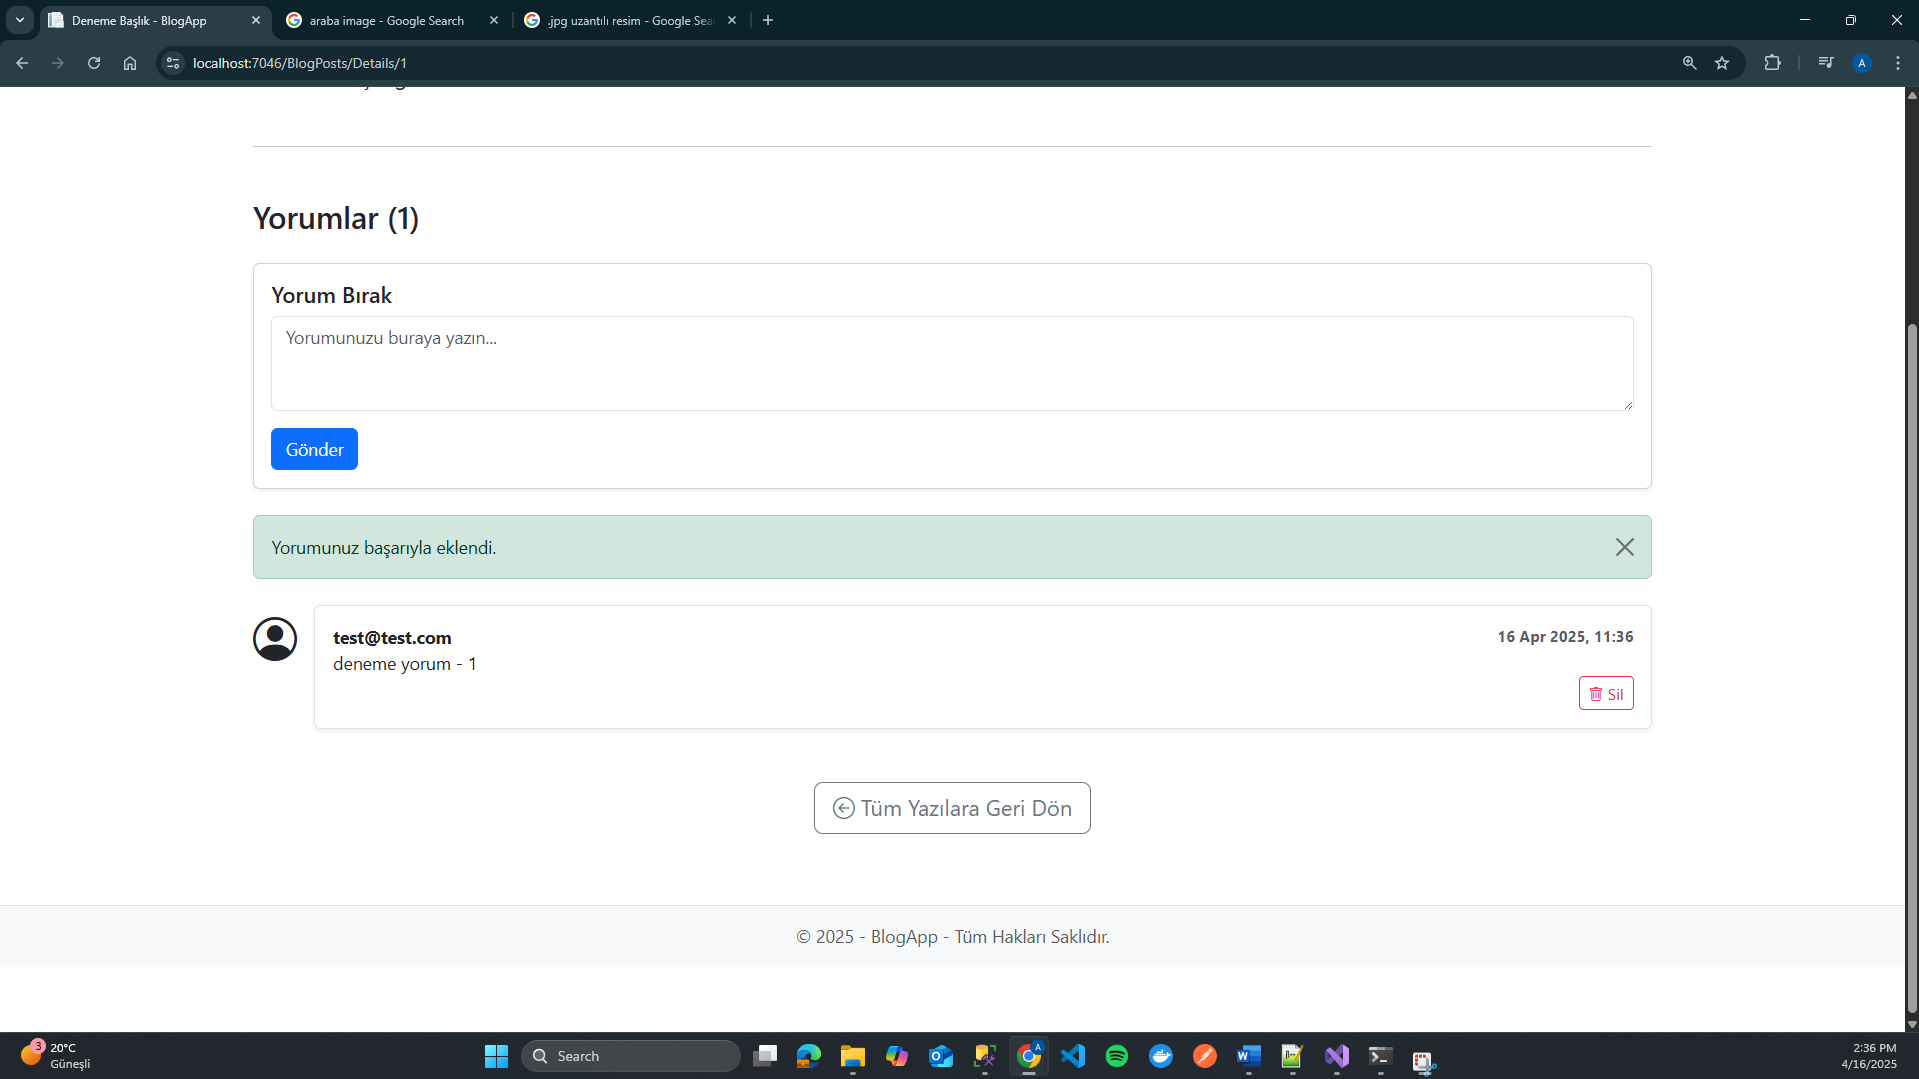 Deneme Başlık - BlogApp
araba image - Google Search
.jpg uzantılı resim - Google Sea
localhost:7046/BlogPosts/Details/1
A
Yorumlar (1)
Yorum Bırak
Yorumunuzu buraya yazın...
Gönder
Yorumunuz başarıyla eklendi.
test@test.com
16 Apr 2025, 11:36
deneme yorum - 1
Sil
Tüm Yazılara Geri Dön
© 2025 - BlogApp - Tüm Hakları Saklıdır.
3
20°C
Güneşli
Search
A
2:36 PM
4/16/2025